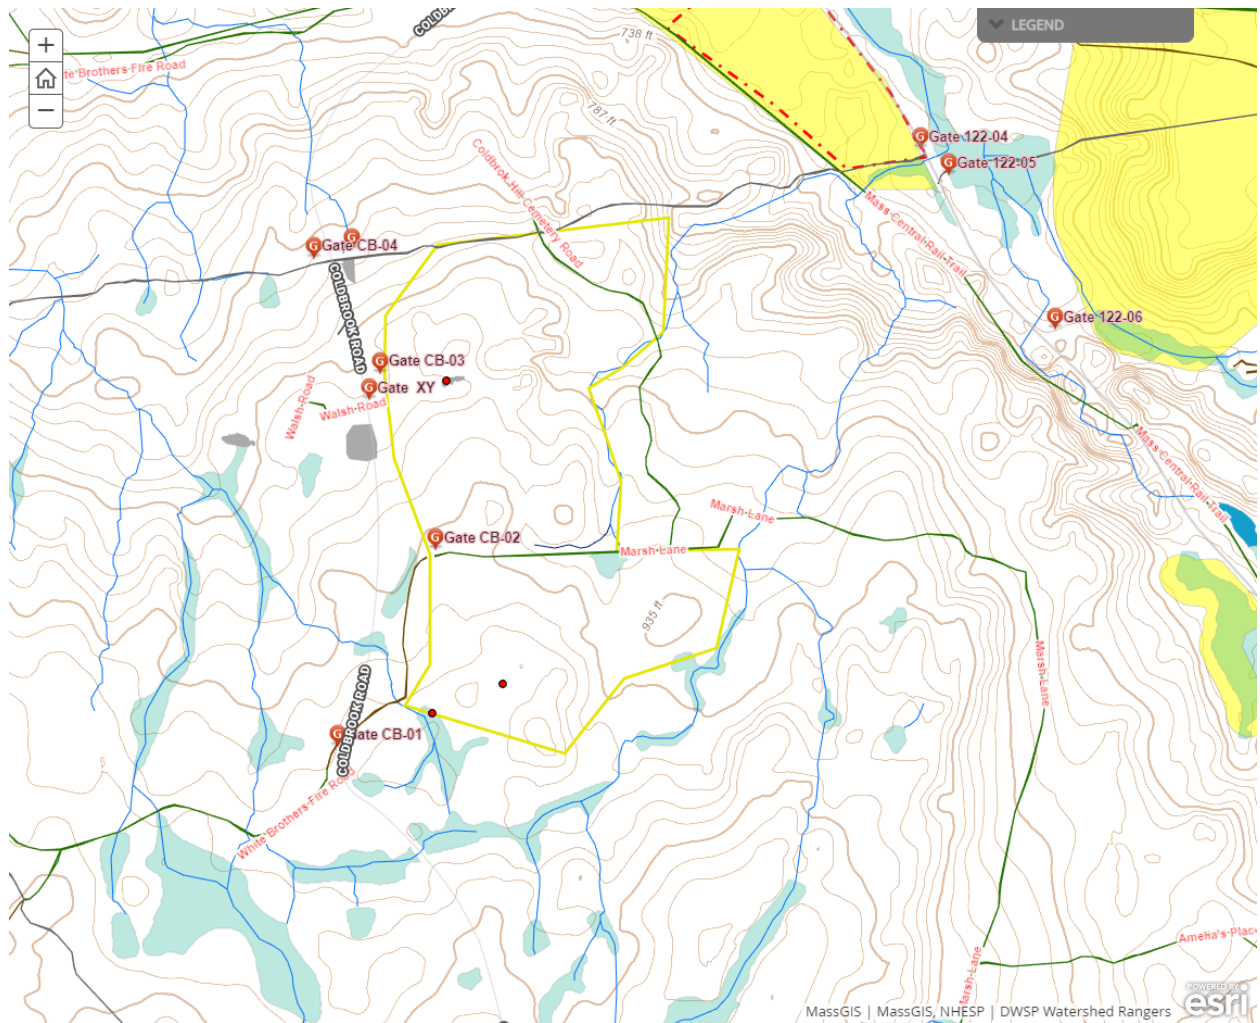 COLDB
738 ft
LEGEND
+
te Brothers Fire Road
−
787 ft
G Gate 122-04
G Gate 122-05
Coldbrok Hill Cemetery Road
Mass Central Rail Trail
G
G Gate CB-04
COLDBROOK ROAD
G Gate 122-06
G Gate CB-03
G Gate XY
Walsh Road
Walsh Road
Mass Central Rail Trail
Marsh Lane
G Gate CB-02
Marsh Lane
935 ft
Marsh Lane
COLDBROOK ROAD
G Gate CB-01
White Brothers Fire Road
Amelia's Place
Marsh Lane
POWERED BY
esri
MassGIS | MassGIS, NHESP | DWSP Watershed Rangers